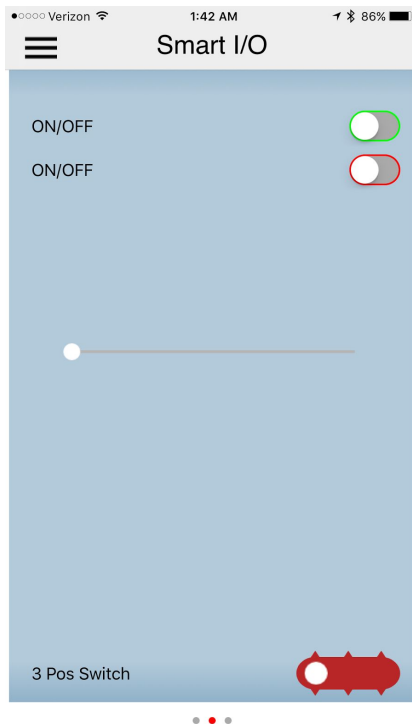 Verizon 1:42 AM 86%
Smart I/O
ON/OFF
ON/OFF
3 Pos Switch